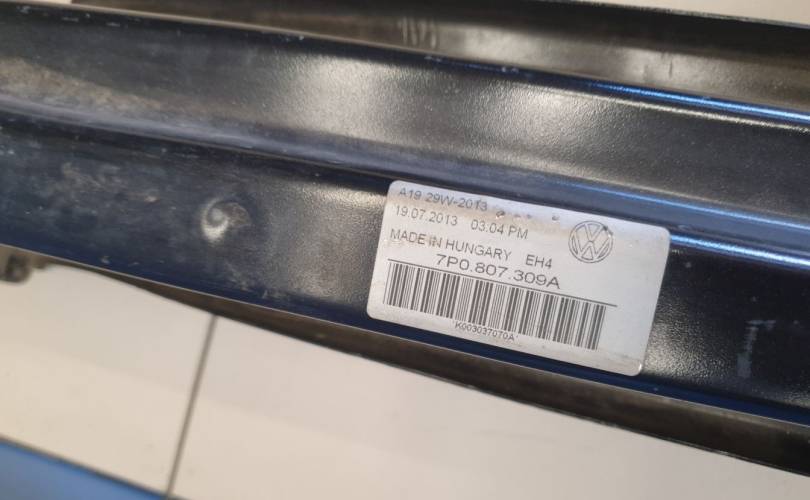 A19 29W-2013
19.07.2013 03:04 PM
MADE IN HUNGARY EH4
7P0.807.309A
*K003037070A*